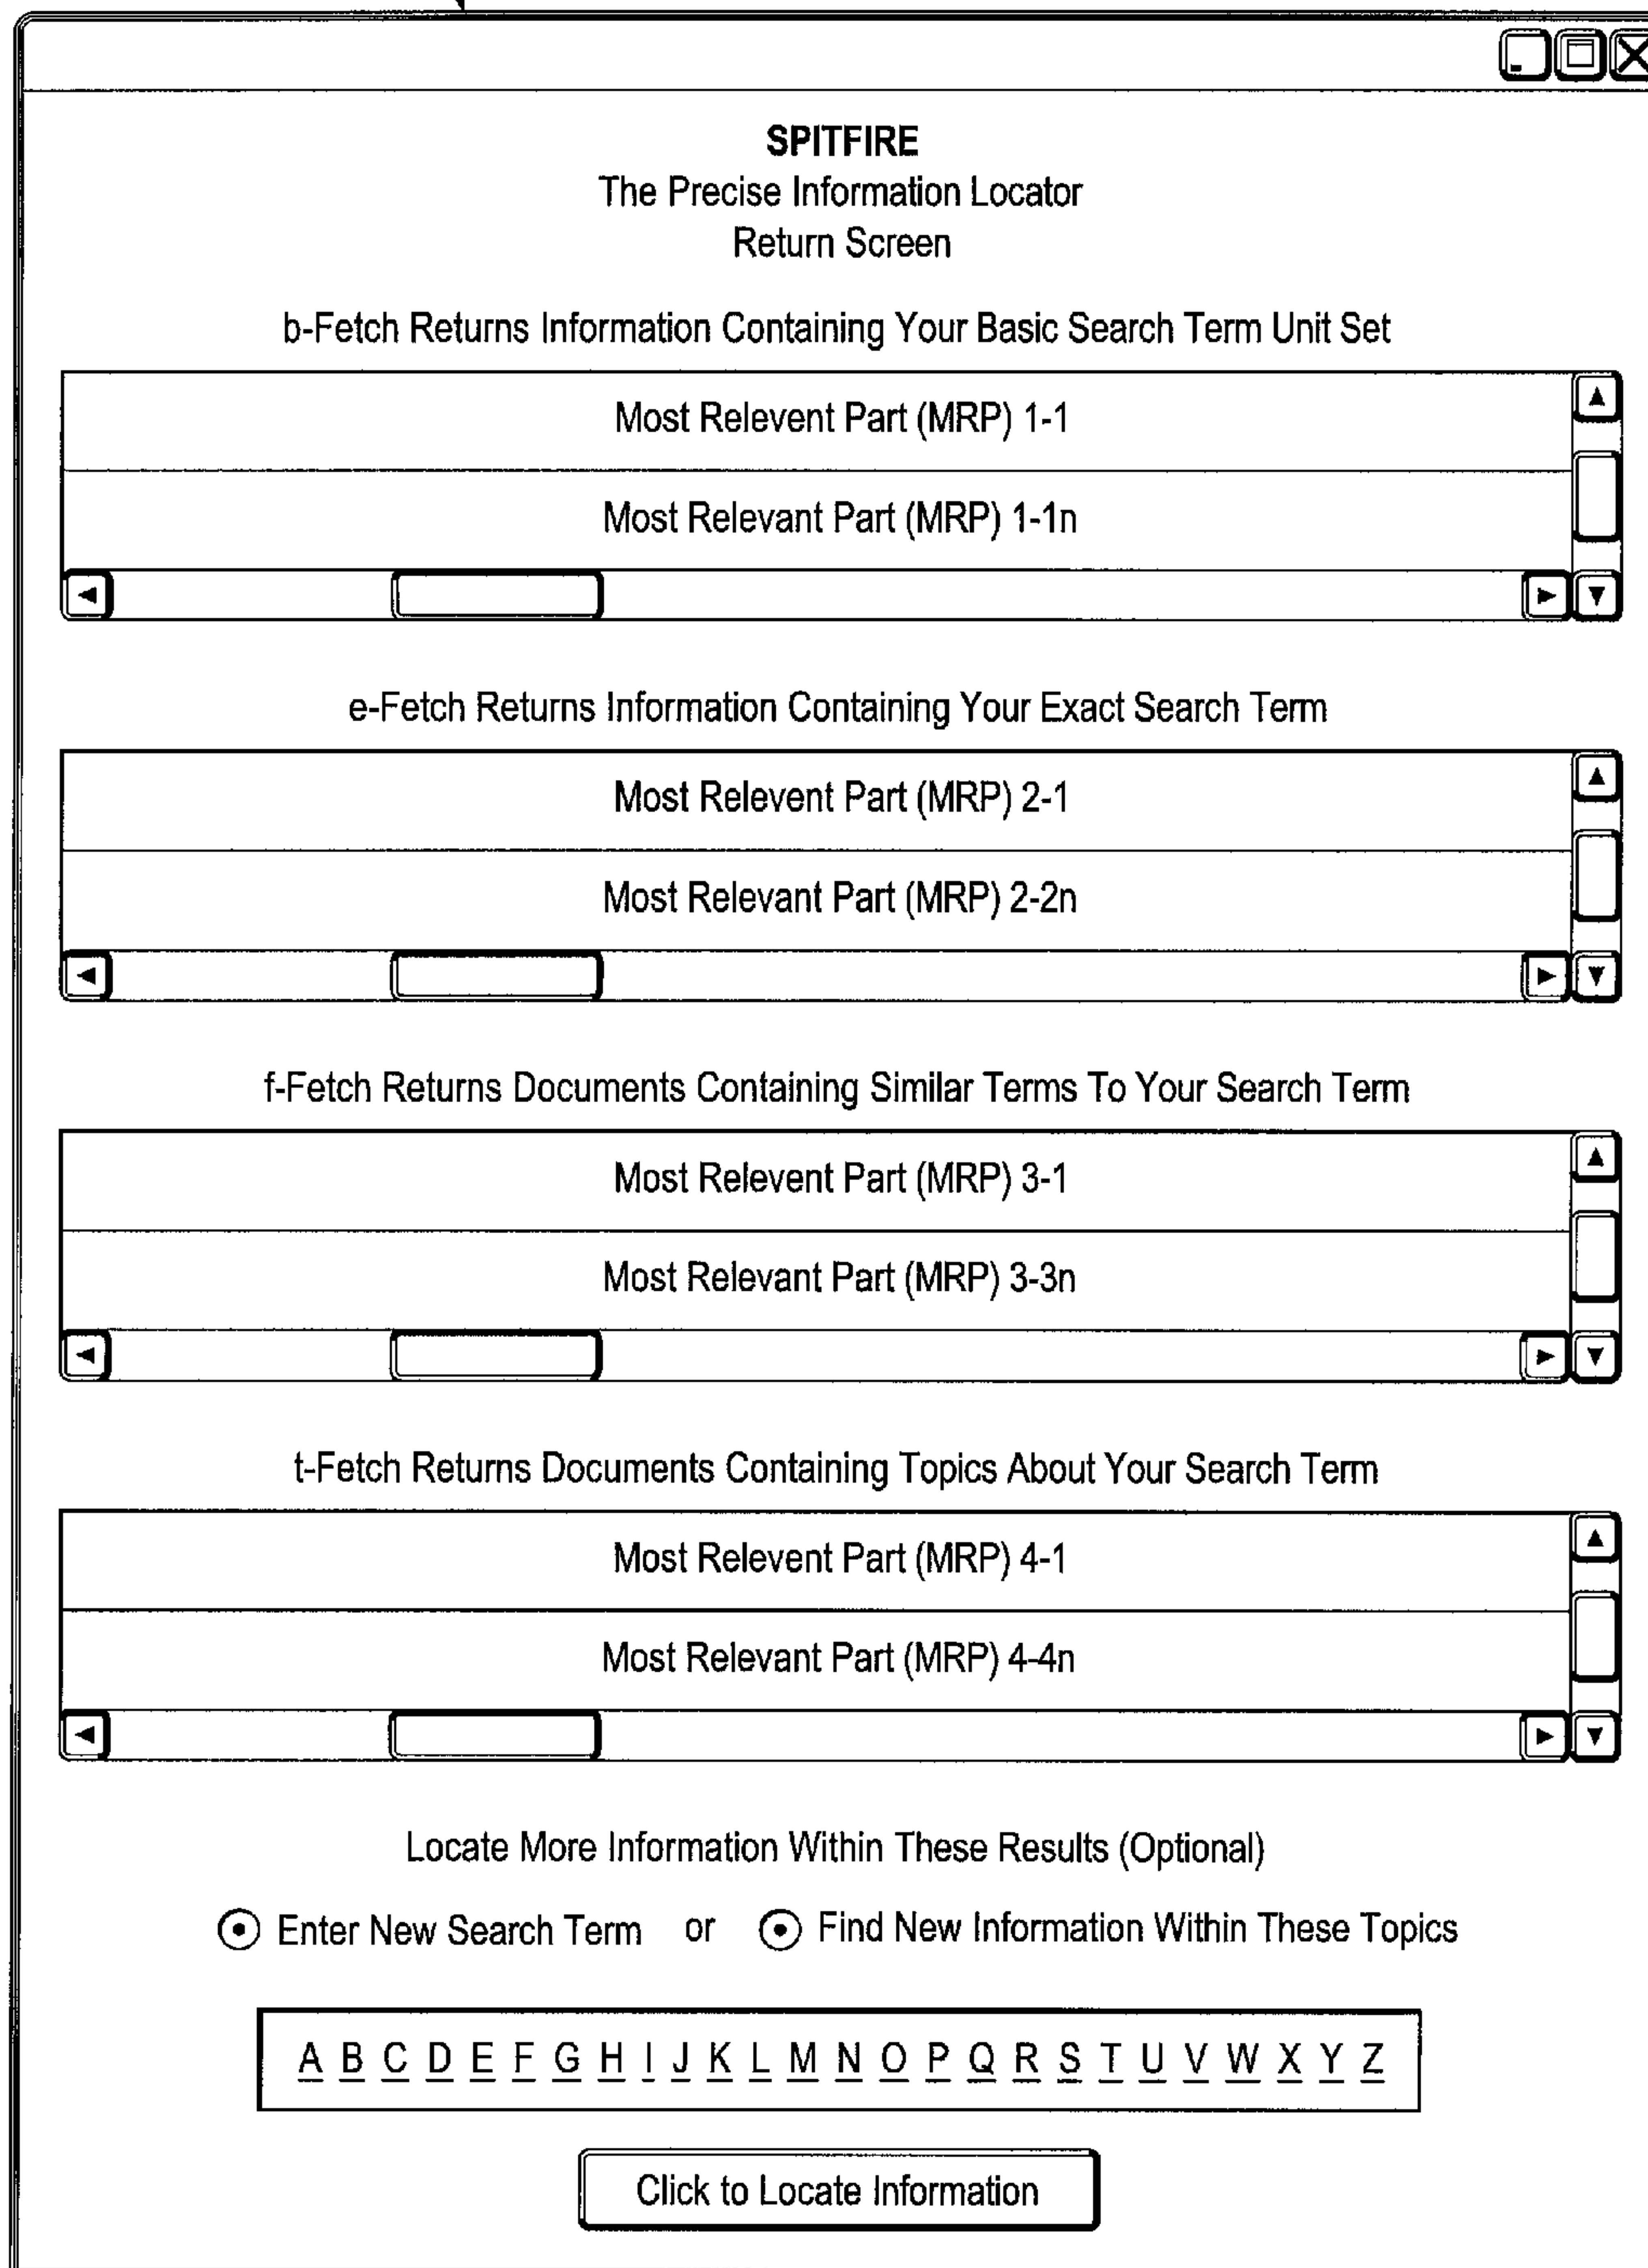 SPITFIRE
The Precise Information Locator
Return Screen
b-Fetch Returns Information Containing Your Basic Search Term Unit Set
Most Relevent Part (MRP) 1-1
Most Relevant Part (MRP) 1-1n
e-Fetch Returns Information Containing Your Exact Search Term
Most Relevent Part (MRP) 2-1
Most Relevant Part (MRP) 2-2n
f-Fetch Returns Documents Containing Similar Terms To Your Search Term
Most Relevent Part (MRP) 3-1
Most Relevant Part (MRP) 3-3n
t-Fetch Returns Documents Containing Topics About Your Search Term
Most Relevent Part (MRP) 4-1
Most Relevant Part (MRP) 4-4n
Locate More Information Within These Results (Optional)
Enter New Search Term or Find New Information Within These Topics
A B C D E F G H I J K L M N O P Q R S T U V W X Y Z
Click to Locate Information